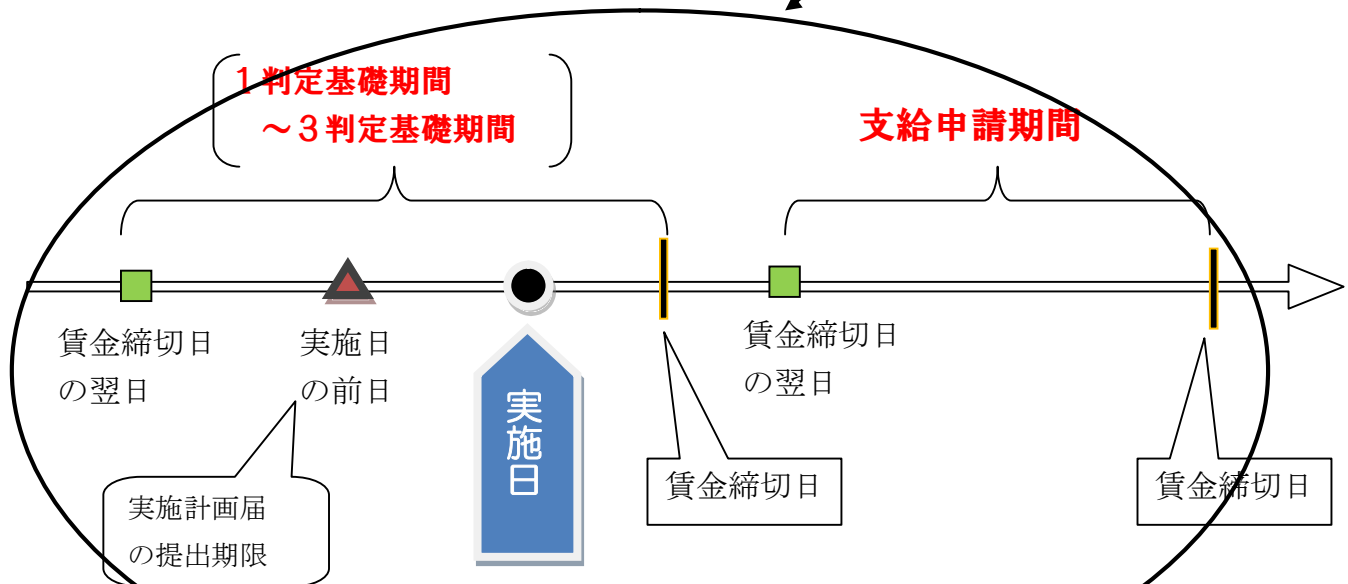 １判定基礎期間
～３判定基礎期間
支給申請期間
賃金締切日
の翌日
実施日
の前日
実施日
賃金締切日
の翌日
賃金締切日
賃金締切日
実施計画届
の提出期限